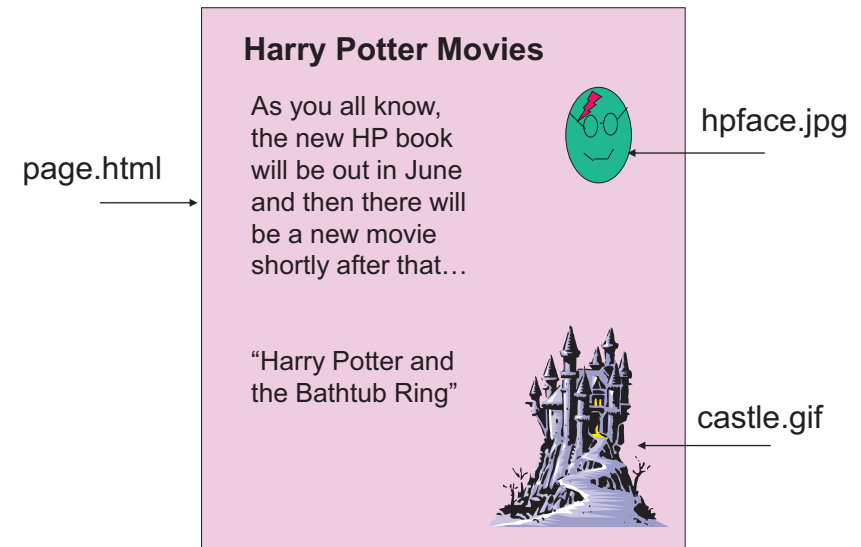 Harry Potter Movies
As you all know,
the new HP book
will be out in June
and then there will
be a new movie
shortly after that…
hpface.jpg
page.html
“Harry Potter and
the Bathtub Ring”
castle.gif